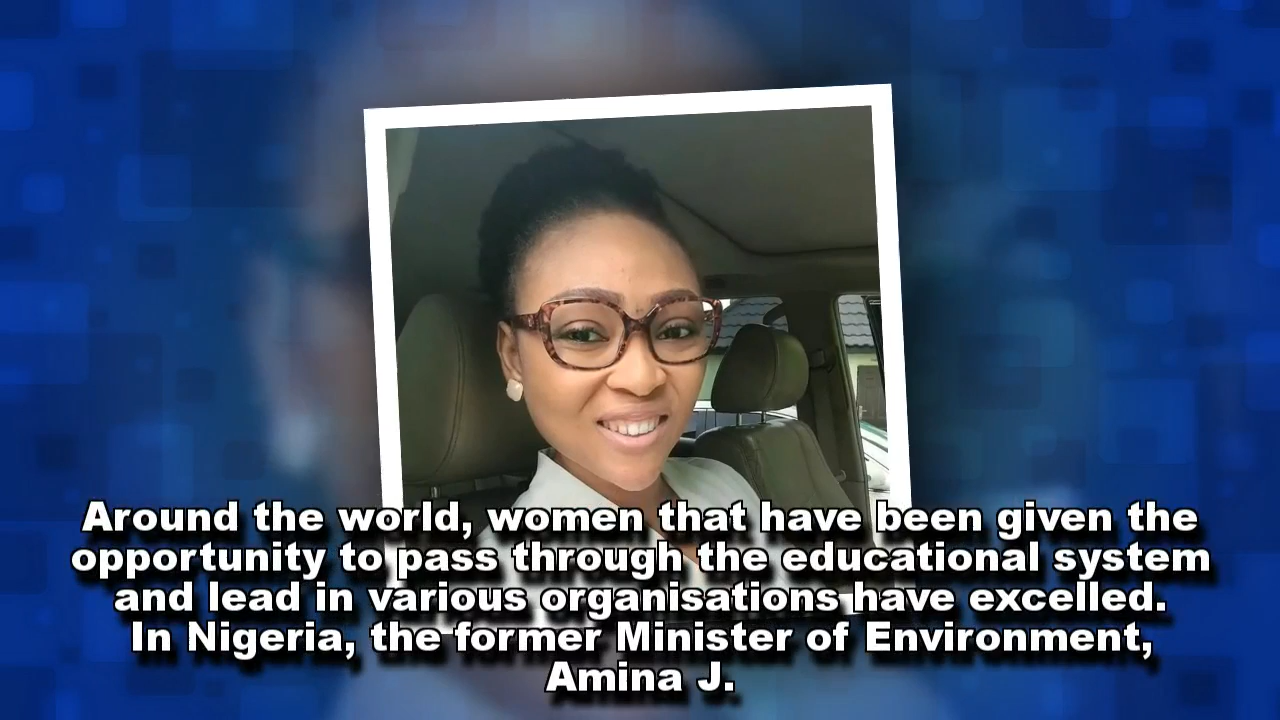 Around the world, women that have been given the
opportunity to pass through the educational system
and lead in various organisations have excelled.
In Nigeria, the former Minister of Environment,
Amina J.